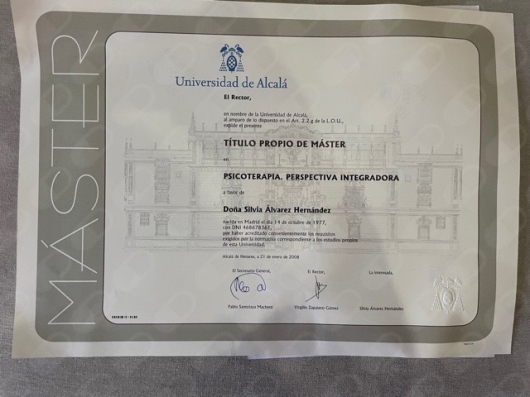 MÁSTER
Universidad de Alcalá
El Rector,
en nombre de la Universidad de Alcalá,
al amparo de lo dispuesto en el Art. 2.2 g de la L.O.U.,
expide el presente
TÍTULO PROPIO DE MÁSTER
en
PSICOTERAPIA. PERSPECTIVA INTEGRADORA
a favor de
Doña Silvia Álvarez Hernández
nacida en Madrid el día 14 de octubre de 1977,
con DNI
por haber acreditado convenientemente los requisitos
exigidos por la normativa correspondiente a los estudios propios
de esta Universidad.
Alcalá de Henares, a 21 de enero de 2008
El Secretario General,
El Rector,
La interesada,
Virgilio Zapatero Gómez
Silvia Álvarez Hernández